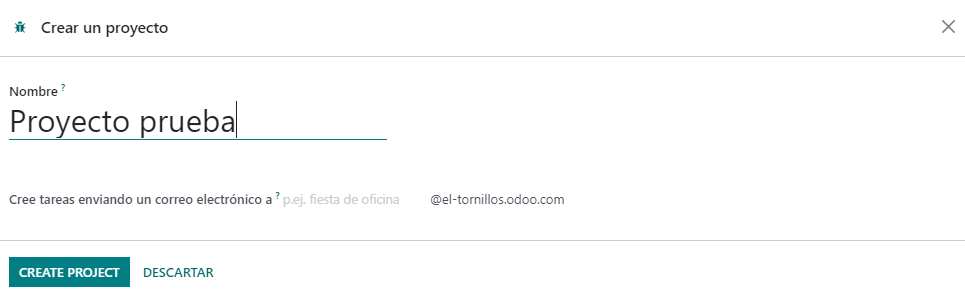 Crear un proyecto
Nombre ?
Proyecto prueba
Cree tareas enviando un correo electrónico a ? p.ej. fiesta de oficina @el-tornillos.odoo.com
CREATE PROJECT DESCARTAR